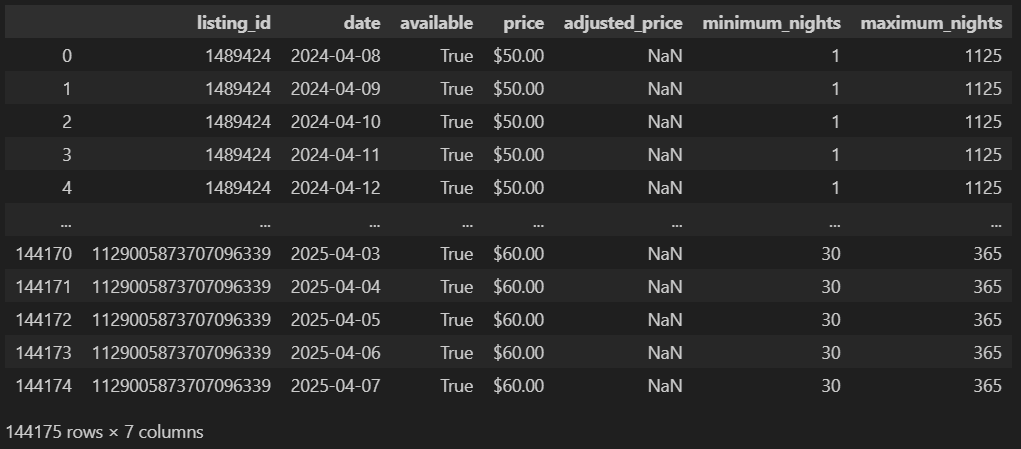 listing_id date available price adjusted_price minimum_nights maximum_nights
0 1489424 2024-04-08 True $50.00 NaN 1 1125
1 1489424 2024-04-09 True $50.00 NaN 1 1125
2 1489424 2024-04-10 True $50.00 NaN 1 1125
3 1489424 2024-04-11 True $50.00 NaN 1 1125
4 1489424 2024-04-12 True $50.00 NaN 1 1125
... ... ... ... ... ... ... ...
144170 1129005873707096339 2025-04-03 True $60.00 NaN 30 365
144171 1129005873707096339 2025-04-04 True $60.00 NaN 30 365
144172 1129005873707096339 2025-04-05 True $60.00 NaN 30 365
144173 1129005873707096339 2025-04-06 True $60.00 NaN 30 365
144174 1129005873707096339 2025-04-07 True $60.00 NaN 30 365
144175 rows × 7 columns